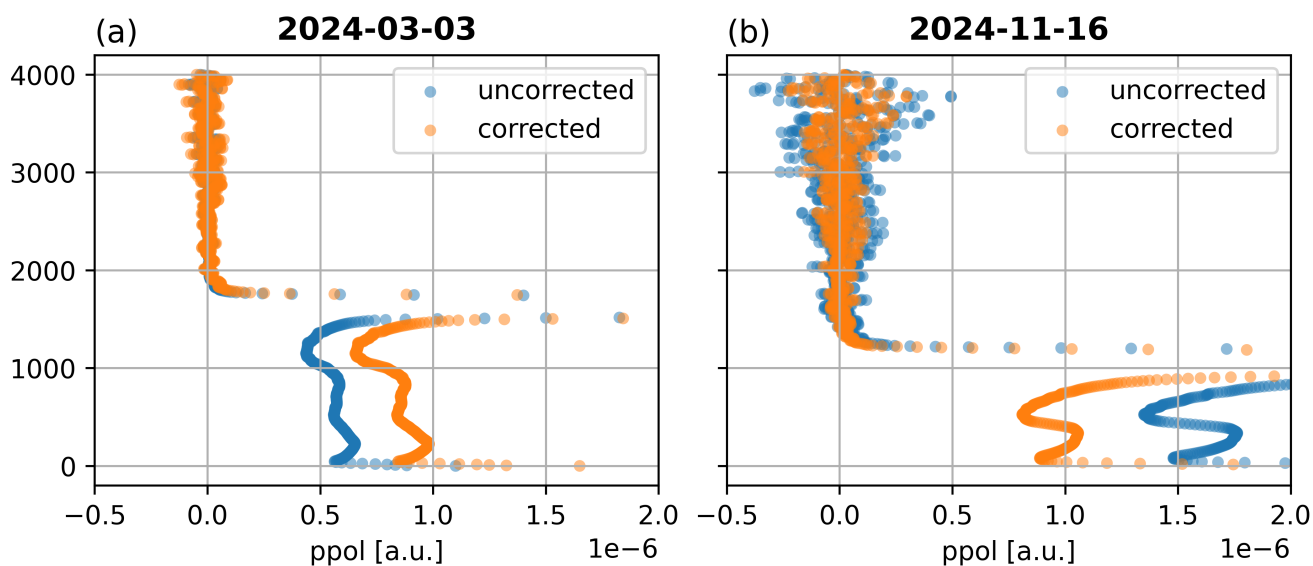 (a) 2024-03-03
4000
3000
2000
1000
0
uncorrected
corrected
−0.5 0.0 0.5 1.0 1.5 2.0
ppol [a.u.]
1e−6
(b) 2024-11-16
uncorrected
corrected
−0.5 0.0 0.5 1.0 1.5 2.0
ppol [a.u.]
1e−6